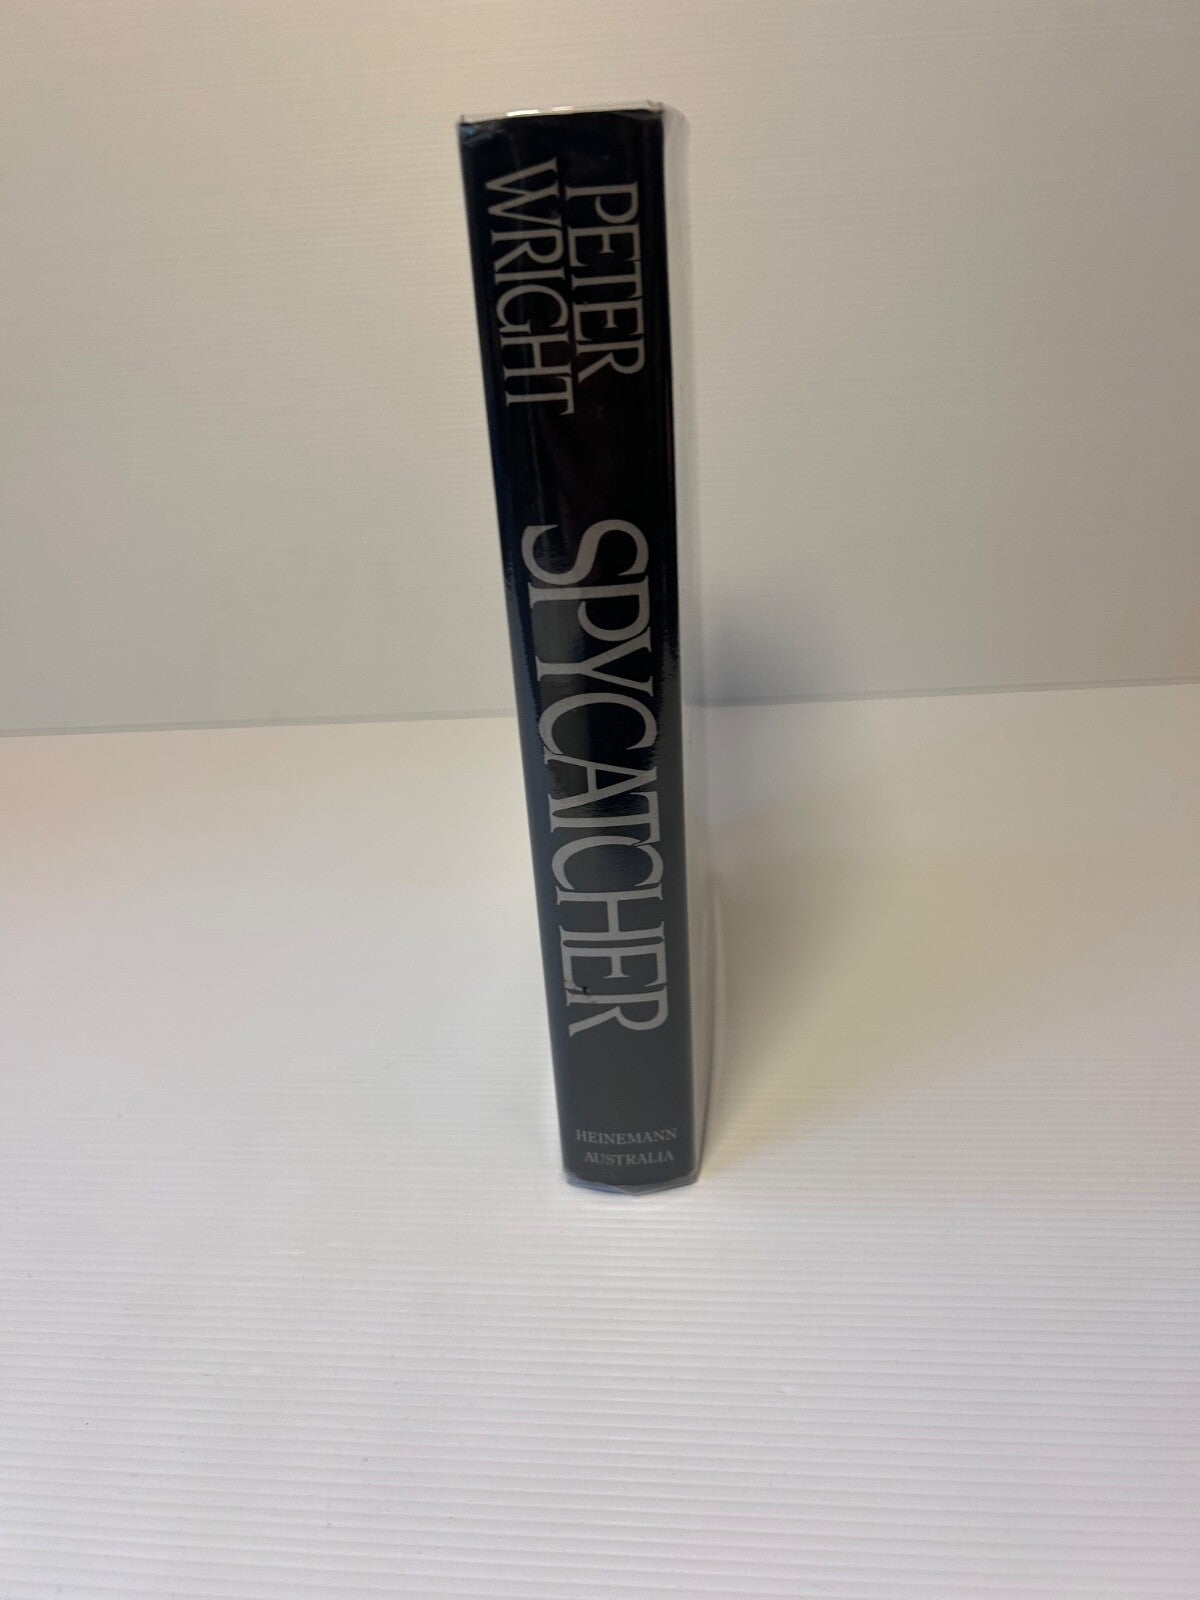 PETER
WRIGHT
SPYCATCHER
HEINEMANN
AUSTRALIA